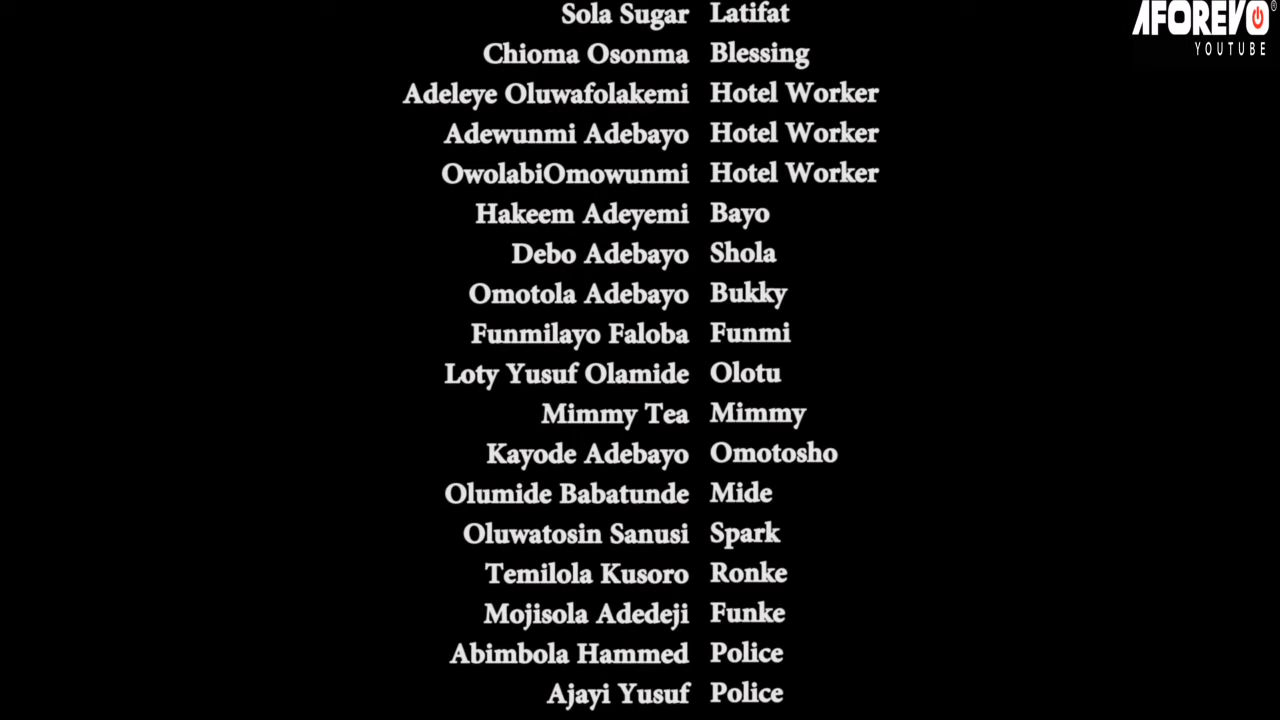 Sola Sugar Latifat
Chioma Osonma Blessing
Adeleye Oluwafolakemi Hotel Worker
Adewunmi Adebayo Hotel Worker
OwolabiOmowunmi Hotel Worker
Hakeem Adeyemi Bayo
Debo Adebayo Shola
Omotola Adebayo Bukky
Funmilayo Faloba Funmi
Loty Yusuf Olamide Olotu
Mimmy Tea Mimmy
Kayode Adebayo Omotosho
Olumide Babatunde Mide
Oluwatosin Sanusi Spark
Temilola Kusoro Ronke
Mojisola Adedeji Funke
Abimbola Hammed Police
Ajayi Yusuf Police
AFOREVO®
YOUTUBE